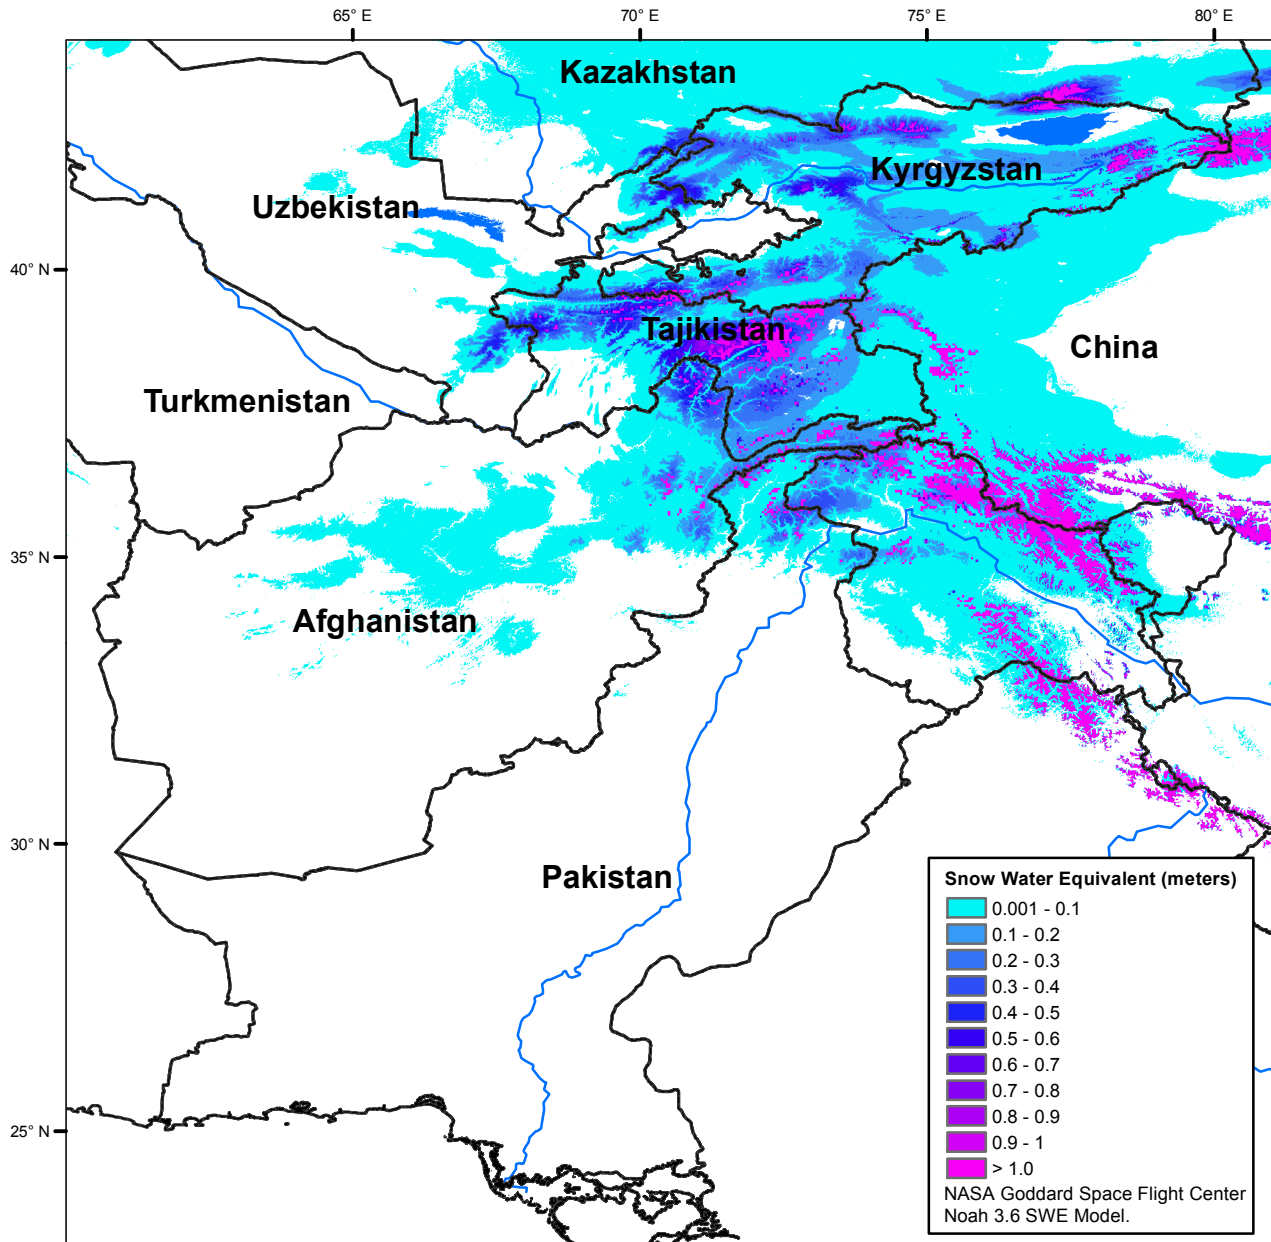 65° E
70° E
75° E
80° E
Kazakhstan
Kyrgyzstan
Uzbekistan
40° N
Tajikistan
China
Turkmenistan
35° N
Afghanistan
30° N
Pakistan
25° N
Snow Water Equivalent (meters)
0.001 - 0.1
0.1 - 0.2
0.2 - 0.3
0.3 - 0.4
0.4 - 0.5
0.5 - 0.6
0.6 - 0.7
0.7 - 0.8
0.8 - 0.9
0.9 - 1
> 1.0
NASA Goddard Space Flight Center
Noah 3.6 SWE Model.